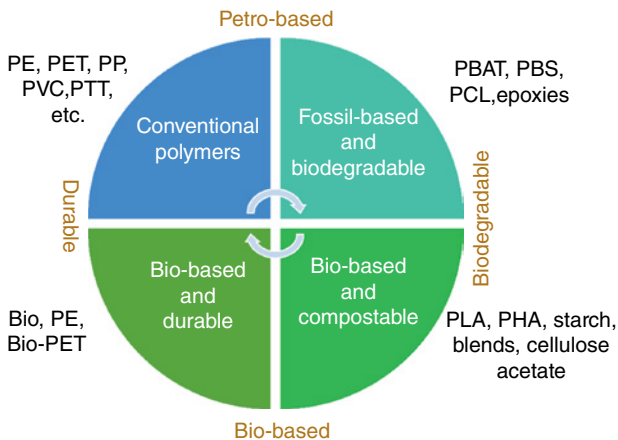 Petro-based
PE, PET, PP,
PVC,PTT,
etc.
Conventional
polymers
Fossil-based
and
biodegradable
PBAT, PBS,
PCL,epoxies
Durable
Biodegradable
Bio-based
and
durable
Bio-based
and
compostable
Bio, PE,
Bio-PET
PLA, PHA, starch,
blends, cellulose
acetate
Bio-based